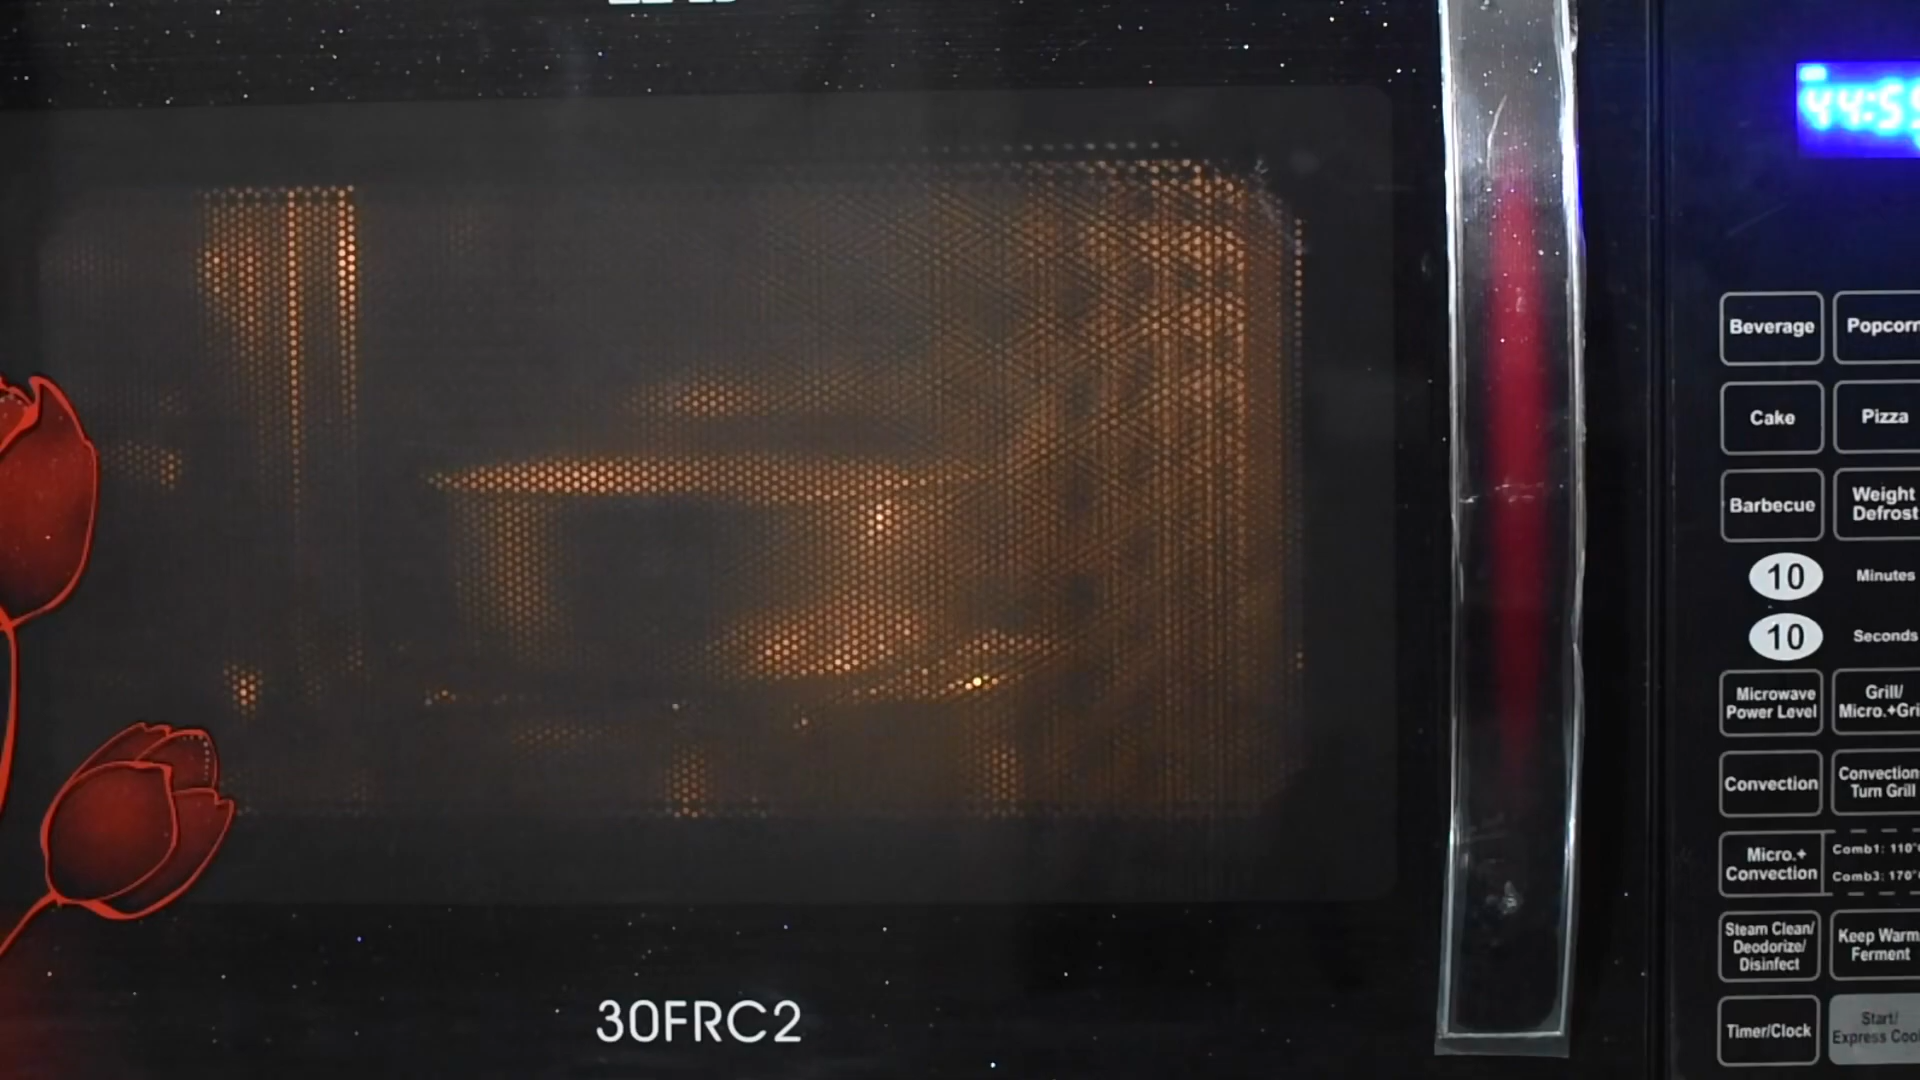 44:5
Beverage
Popcorn
Cake
Pizza
Barbecue
Weight
Defrost
10
Minutes
10
Seconds
Microwave
Power Level
Grill/
Micro.+Gri
Convection
Convection
Turn Grill
Micro.+
Convection
Comb1: 110°
Comb3: 170°
Steam Clean/
Deodorize/
Disinfect
Keep Warm
Ferment
30FRC2
Timer/Clock
Start/
Express Coo